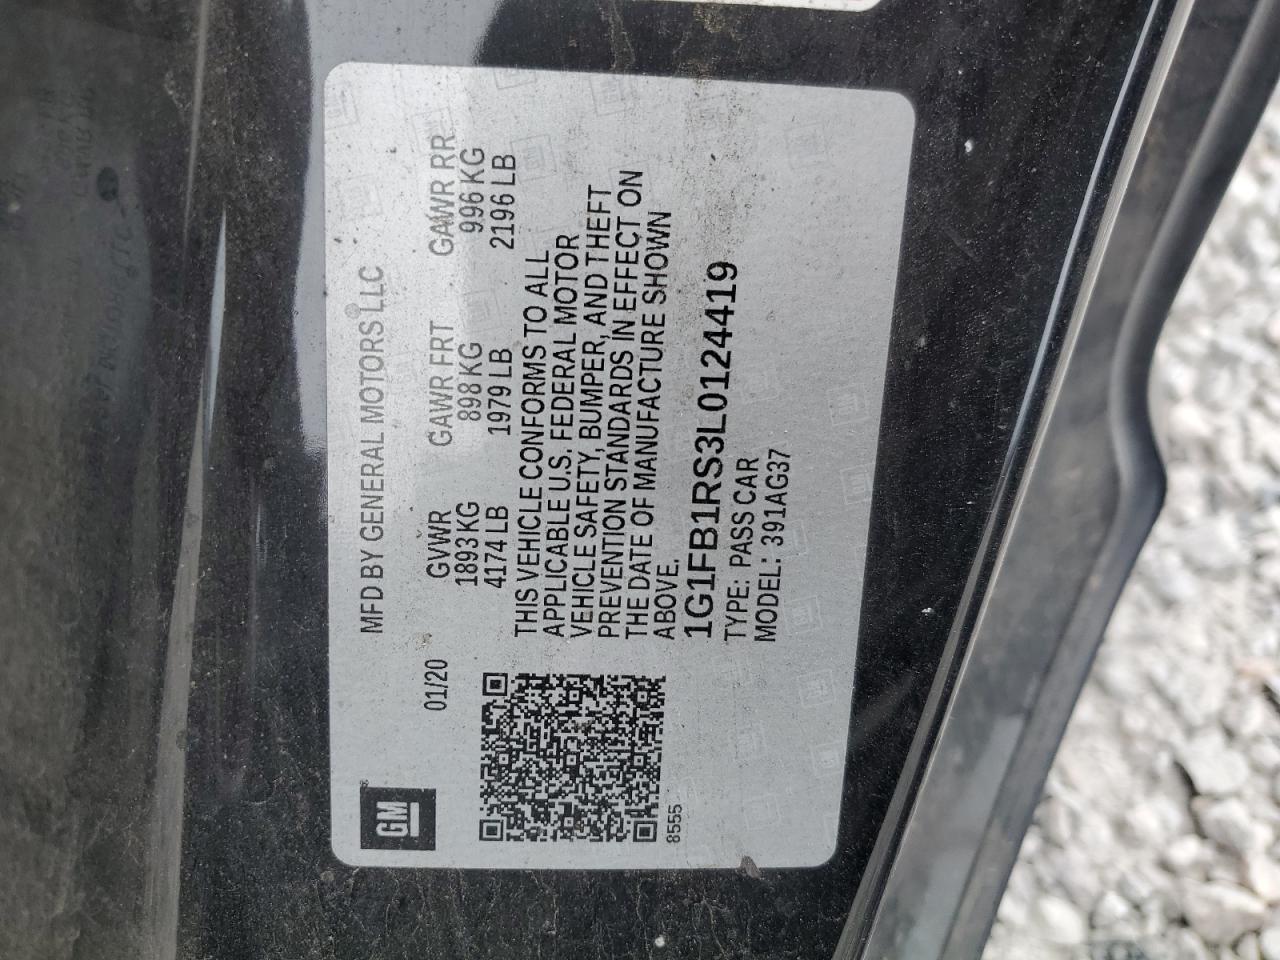 MFD BY GENERAL MOTORS LLC
01/20
GVWR GAWR FRT GAWR RR
1893 KG 898 KG 996 KG
4174 LB 1979 LB 2196 LB
THIS VEHICLE CONFORMS TO ALL
APPLICABLE U.S. FEDERAL MOTOR
VEHICLE SAFETY, BUMPER, AND THEFT
PREVENTION STANDARDS IN EFFECT ON
THE DATE OF MANUFACTURE SHOWN
ABOVE.
1G1FB1RS3L0124419
TYPE: PASS CAR
MODEL: 391AG37
GM®
8555